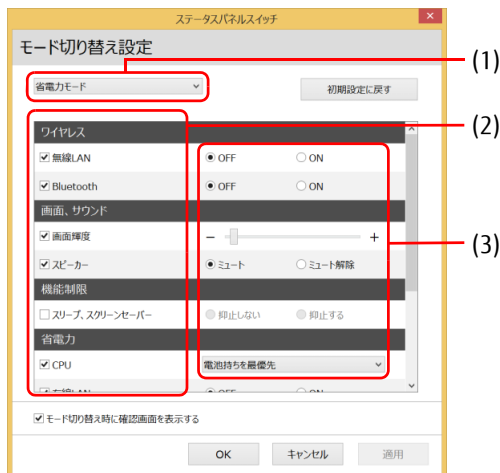 ステータスパネルスイッチ
モード切り替え設定
(1)
省電力モード 初期設定に戻す
(2)
ワイヤレス
無線LAN OFF ON
Bluetooth OFF ON
画面、サウンド
画面輝度 − +
(3)
スピーカー ミュート ミュート解除
機能制限
スリープ、スクリーンセーバー 抑止しない 抑止する
省電力
CPU 電池持ちを最優先
有線LAN OFF ON
モード切り替え時に確認画面を表示する
OK キャンセル 適用